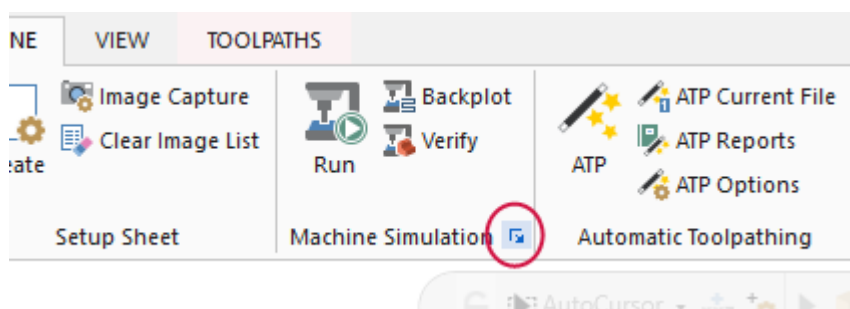 NE VIEW TOOLPATHS
Image Capture
Clear Image List
eate
Setup Sheet
Run
Backplot
Verify
Machine Simulation
ATP
ATP Current File
ATP Reports
ATP Options
Automatic Toolpathing
AutoCursor